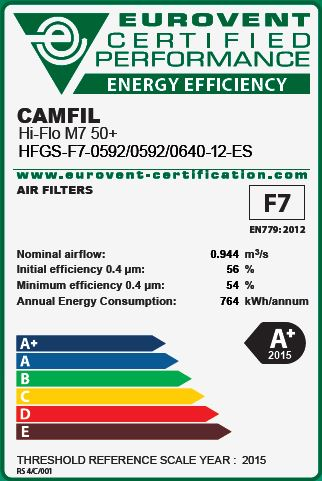 EUROVENT
CERTIFIED
PERFORMANCE
ENERGY EFFICIENCY
CAMFIL
Hi-Flo M7 50+
HFGS-F7-0592/0592/0640-12-ES
www.eurovent-certification.com
AIR FILTERS
F7
EN779: 2012
Nominal airflow: 0.944 m³/s
Initial efficiency 0.4 µm: 56 %
Minimum efficiency 0.4 µm: 54 %
Annual Energy Consumption: 764 kWh/annum
A+
A
B
C
D
E
A+
2015
THRESHOLD REFERENCE SCALE YEAR : 2015
RS 4/C/001